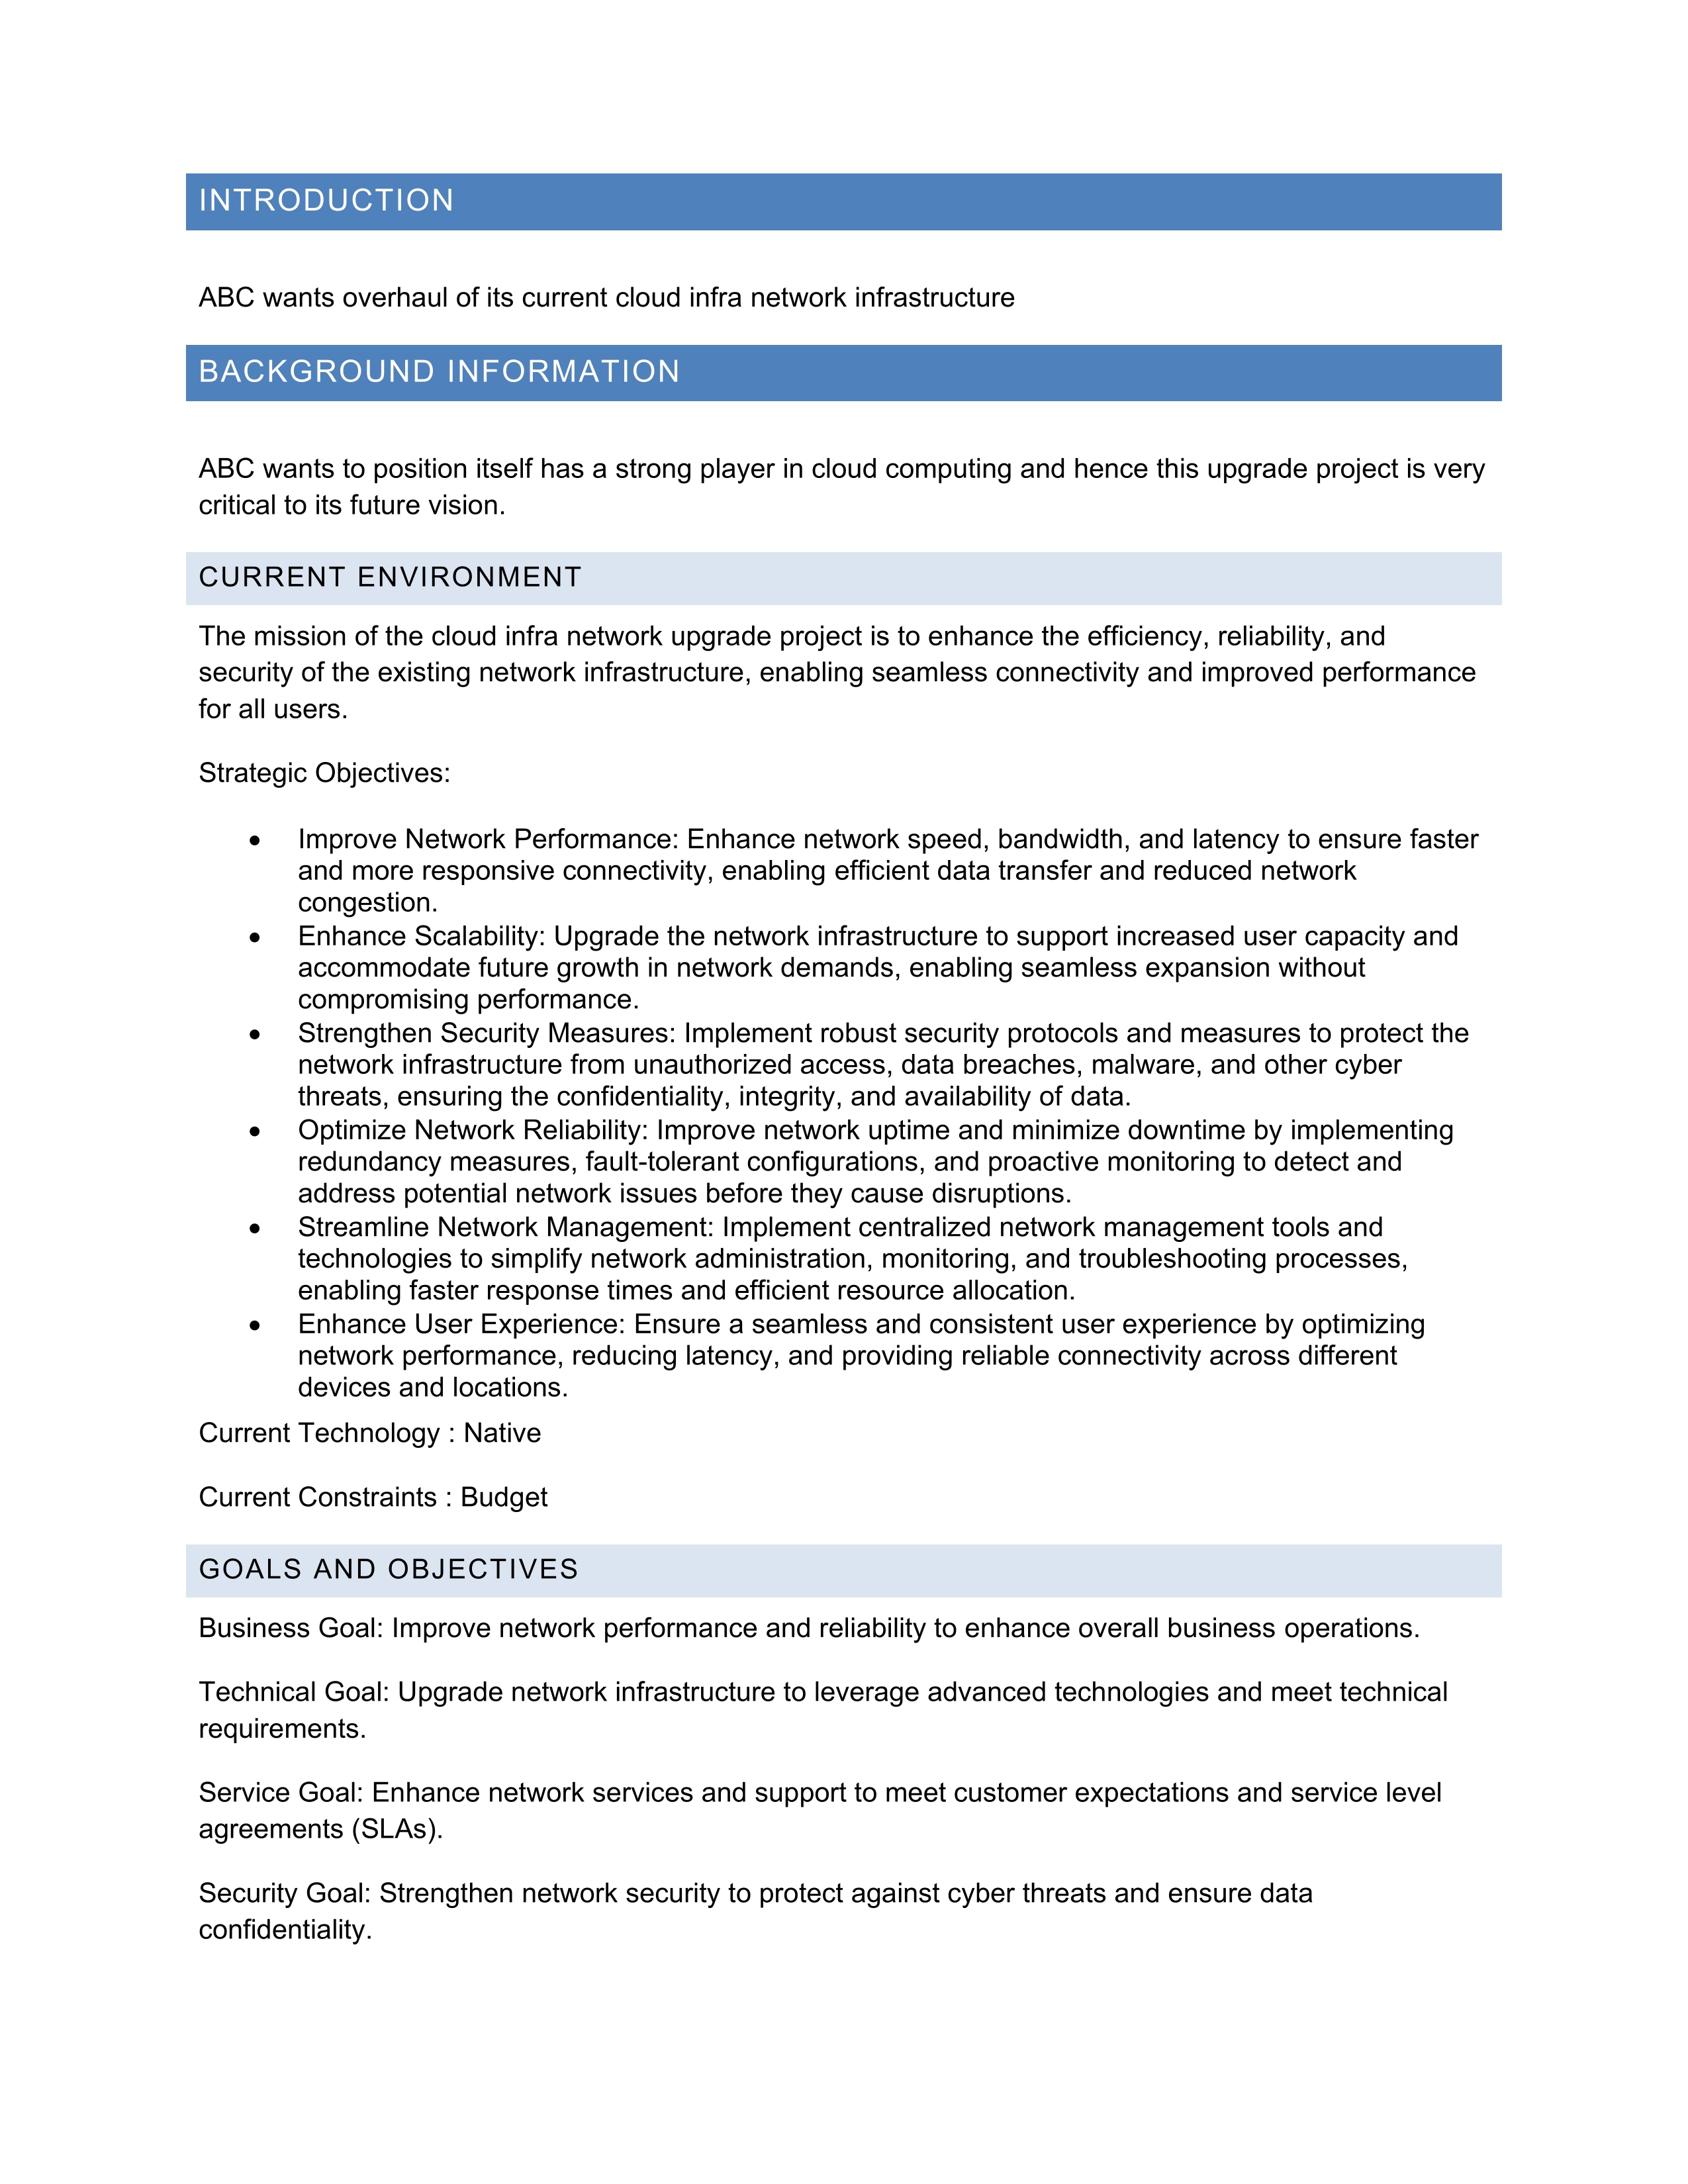 INTRODUCTION
ABC wants overhaul of its current cloud infra network infrastructure
BACKGROUND INFORMATION
ABC wants to position itself has a strong player in cloud computing and hence this upgrade project is very
critical to its future vision.
CURRENT ENVIRONMENT
The mission of the cloud infra network upgrade project is to enhance the efficiency, reliability, and
security of the existing network infrastructure, enabling seamless connectivity and improved performance
for all users.
Strategic Objectives:
• Improve Network Performance: Enhance network speed, bandwidth, and latency to ensure faster
and more responsive connectivity, enabling efficient data transfer and reduced network
congestion.
• Enhance Scalability: Upgrade the network infrastructure to support increased user capacity and
accommodate future growth in network demands, enabling seamless expansion without
compromising performance.
• Strengthen Security Measures: Implement robust security protocols and measures to protect the
network infrastructure from unauthorized access, data breaches, malware, and other cyber
threats, ensuring the confidentiality, integrity, and availability of data.
• Optimize Network Reliability: Improve network uptime and minimize downtime by implementing
redundancy measures, fault-tolerant configurations, and proactive monitoring to detect and
address potential network issues before they cause disruptions.
• Streamline Network Management: Implement centralized network management tools and
technologies to simplify network administration, monitoring, and troubleshooting processes,
enabling faster response times and efficient resource allocation.
• Enhance User Experience: Ensure a seamless and consistent user experience by optimizing
network performance, reducing latency, and providing reliable connectivity across different
devices and locations.
Current Technology : Native
Current Constraints : Budget
GOALS AND OBJECTIVES
Business Goal: Improve network performance and reliability to enhance overall business operations.
Technical Goal: Upgrade network infrastructure to leverage advanced technologies and meet technical
requirements.
Service Goal: Enhance network services and support to meet customer expectations and service level
agreements (SLAs).
Security Goal: Strengthen network security to protect against cyber threats and ensure data
confidentiality.